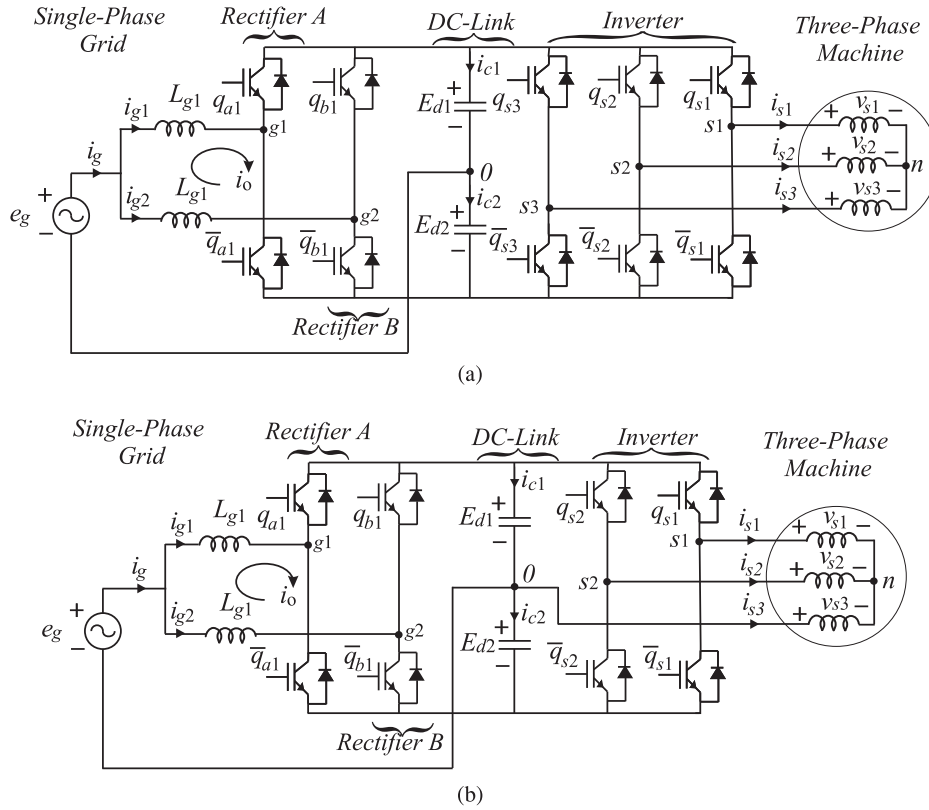 Single-Phase
Grid
Rectifier A
DC-Link
Inverter
Three-Phase
Machine
q_{a1}
q_{b1}
i_{c1}
E_{d1}
+
−
q_{s3}
q_{s2}
q_{s1}
i_{g1}
L_{g1}
g1
i_g
i_o
L_{g1}
i_{g2}
g2
e_g
+
−
0
i_{c2}
E_{d2}
+
−
s1
s2
s3
i_{s1}
i_{s2}
i_{s3}
+ v_{s1} −
+ v_{s2} −
+ v_{s3} −
n
q̅_{a1}
q̅_{b1}
q̅_{s3}
q̅_{s2}
q̅_{s1}
Rectifier B
(a)
Single-Phase
Grid
Rectifier A
DC-Link
Inverter
Three-Phase
Machine
q_{a1}
q_{b1}
i_{c1}
E_{d1}
+
−
q_{s2}
q_{s1}
i_{g1}
L_{g1}
g1
i_g
i_o
L_{g1}
i_{g2}
g2
e_g
+
−
0
i_{c2}
E_{d2}
+
−
s1
s2
i_{s1}
i_{s2}
i_{s3}
+ v_{s1} −
+ v_{s2} −
+ v_{s3} −
n
q̅_{a1}
q̅_{b1}
q̅_{s2}
q̅_{s1}
Rectifier B
(b)